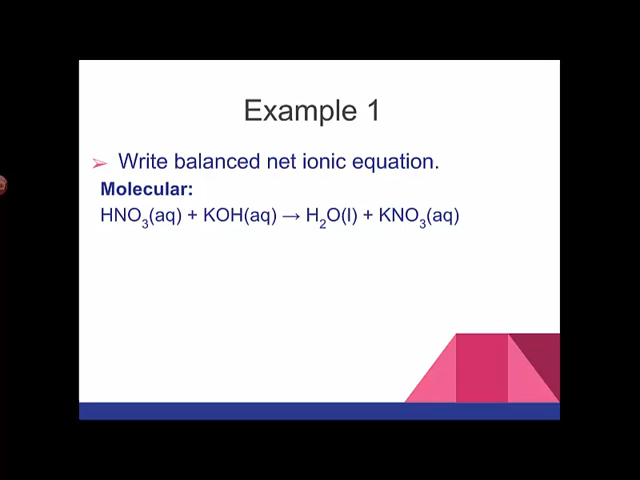 Example 1
➢ Write balanced net ionic equation.
Molecular:
HNO₃(aq) + KOH(aq) → H₂O(l) + KNO₃(aq)